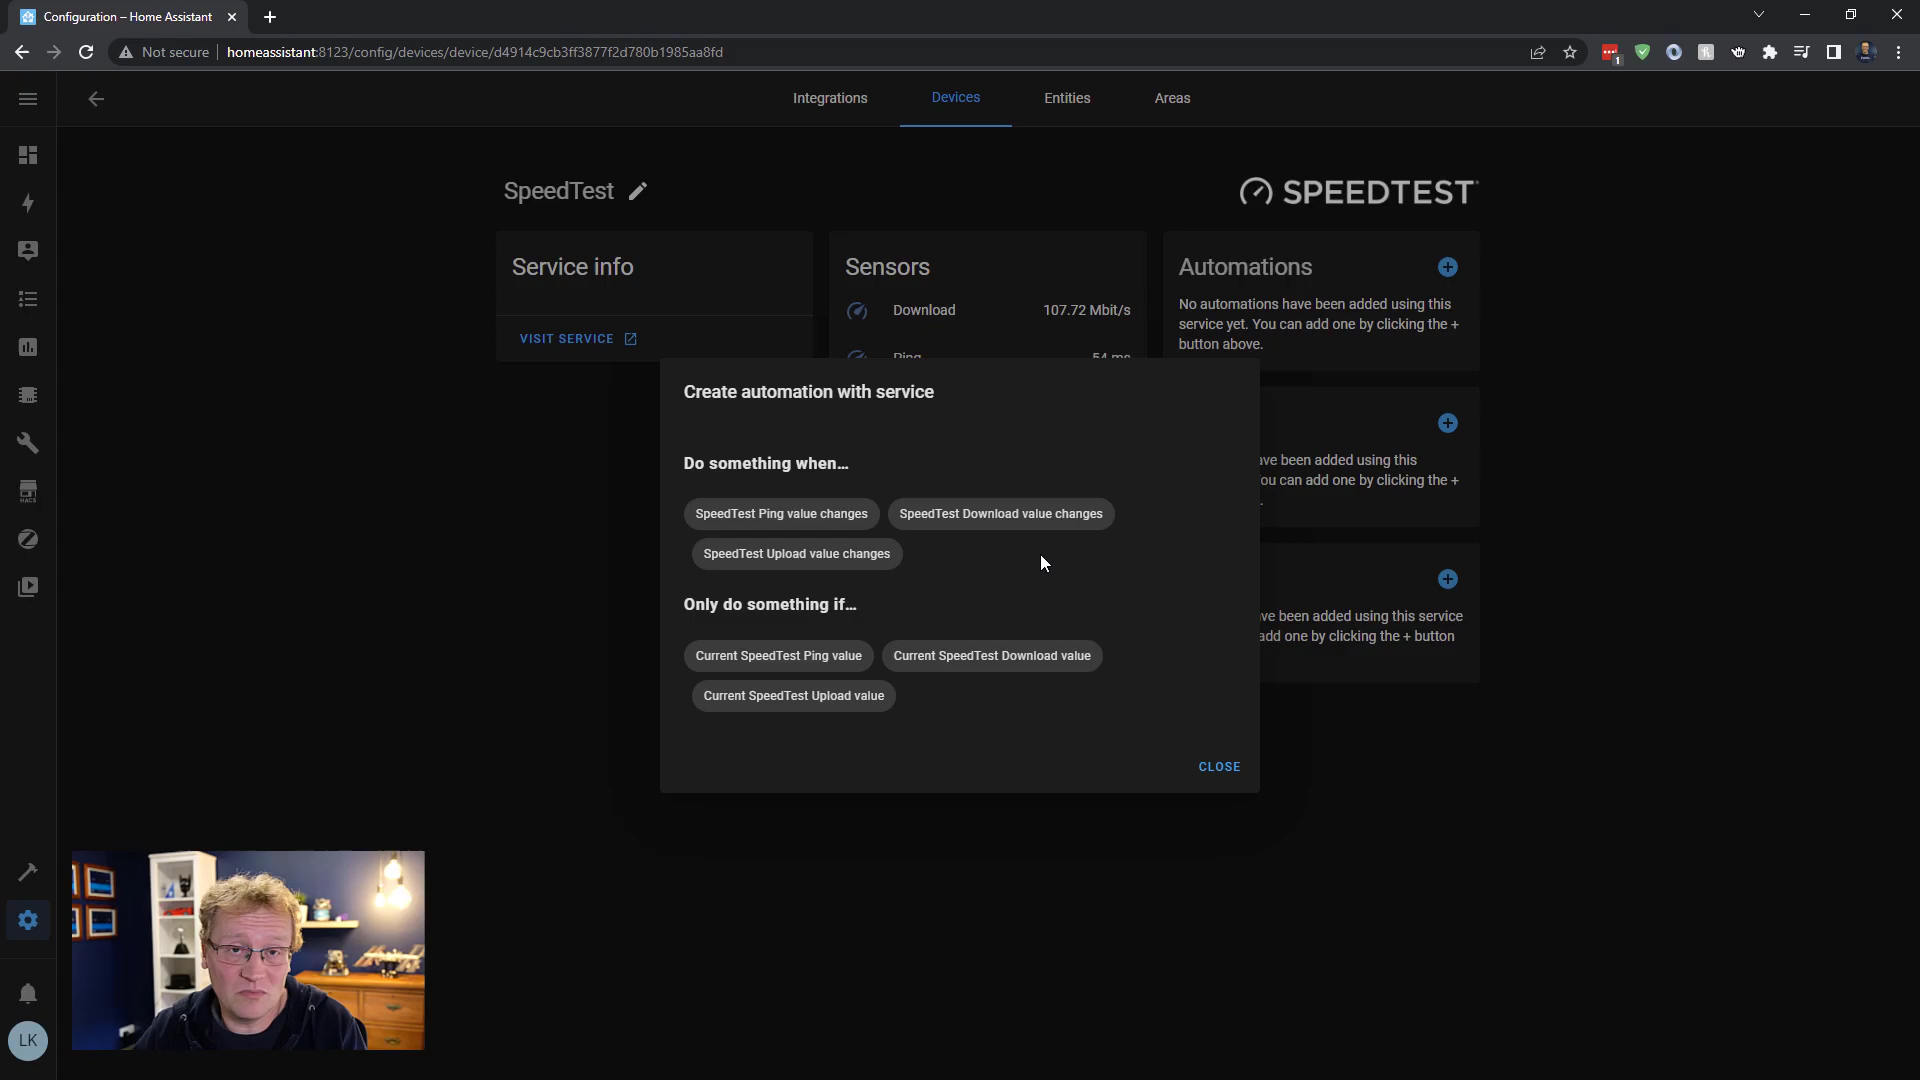 Configuration – Home Assistant
Not secure
homeassistant:8123/config/devices/device/d4914c9cb3ff3877f2d780b1985aa8fd
1
Integrations
Devices
Entities
Areas
SpeedTest
SPEEDTEST
Service info
VISIT SERVICE
Sensors
Download
107.72 Mbit/s
Ping
54 ms
Automations
No automations have been added using this
service yet. You can add one by clicking the +
button above.
Create automation with service
Do something when...
SpeedTest Ping value changes
SpeedTest Download value changes
SpeedTest Upload value changes
Only do something if...
Current SpeedTest Ping value
Current SpeedTest Download value
Current SpeedTest Upload value
CLOSE
ve been added using this
ou can add one by clicking the +
ve been added using this service
add one by clicking the + button
HACS
LK